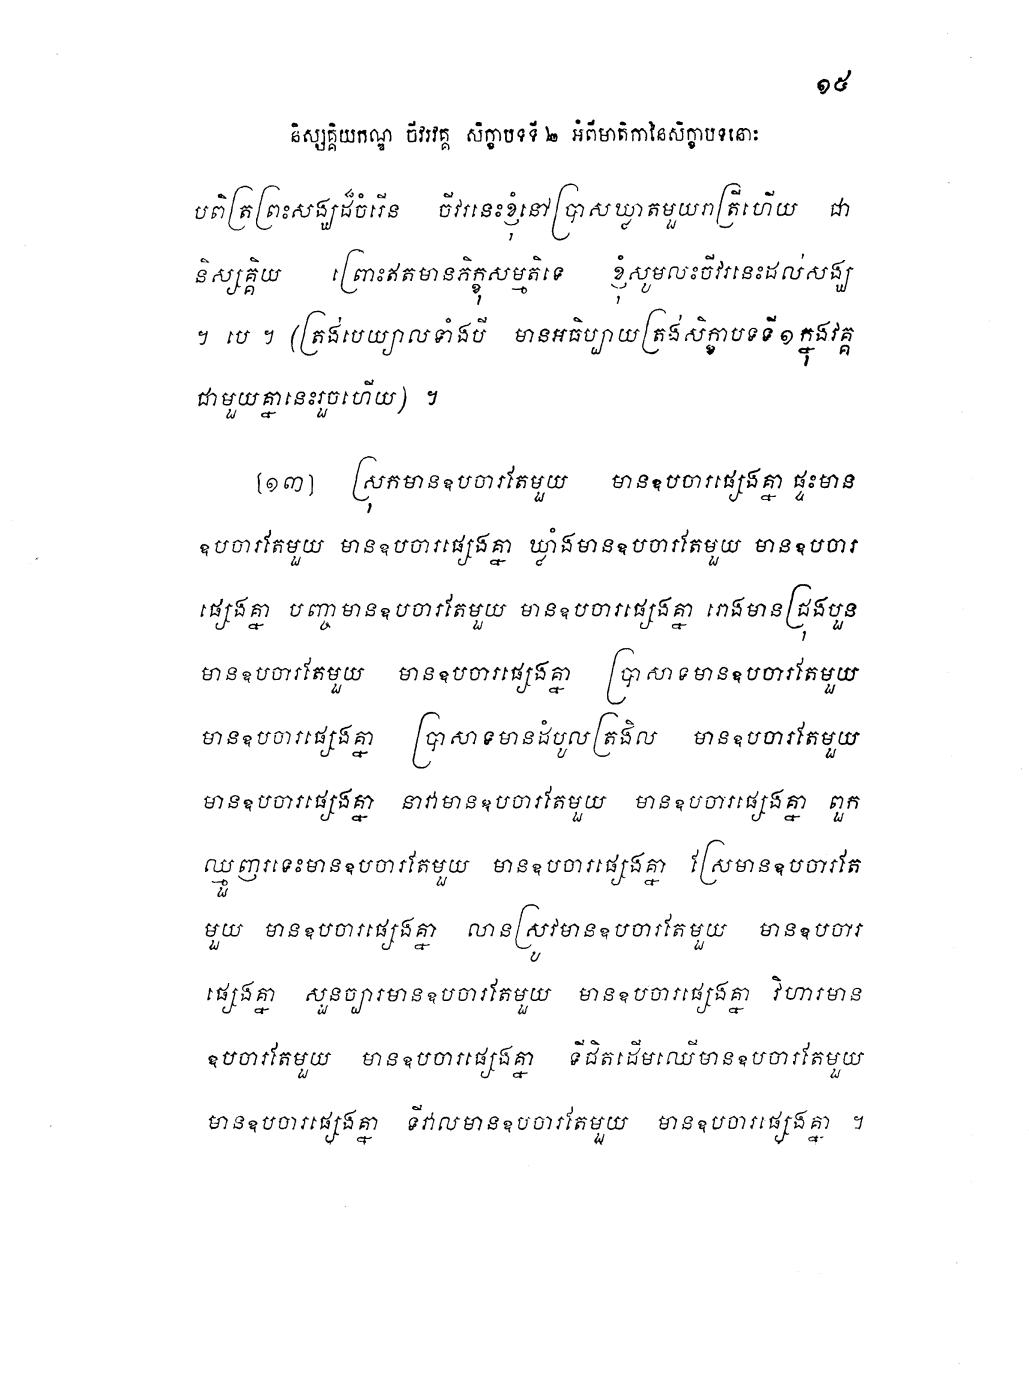 ១៥
និស្សគ្គិយកណ្ឌ ចីវរវគ្គ សិក្ខាបទទី ២ អំពីមាតិកានៃសិក្ខាបទនោះ
បពិត្រព្រះសង្ឃដ៏ចំរើន ចីវរនេះខ្ញុំនៅប្រាសឃ្លាតមួយរាត្រីហើយ ជា
និស្សគ្គិយ ព្រោះឥតមានភិក្ខុសម្មតិទេ ខ្ញុំសូមលះចីវរនេះដល់សង្ឃ
។ បេ ។ (ត្រង់បេយ្យាលទាំងបី មានអធិប្បាយត្រង់សិក្ខាបទទី១ក្នុងវគ្គ
ជាមួយគ្នានេះរួចហើយ) ។
[១៣] ស្រុកមានឧបចារតែមួយ មានឧបចារផ្សេងគ្នា ផ្ទះមាន
ឧបចារតែមួយ មានឧបចារផ្សេងគ្នា ឃ្លាំងមានឧបចារតែមួយ មានឧបចារ
ផ្សេងគ្នា បញ្ចាមានឧបចារតែមួយ មានឧបចារផ្សេងគ្នា រោងមានជ្រុងបួន
មានឧបចារតែមួយ មានឧបចារផ្សេងគ្នា ប្រាសាទមានឧបចារតែមួយ
មានឧបចារផ្សេងគ្នា ប្រាសាទមានដំបូលត្រងិល មានឧបចារតែមួយ
មានឧបចារផ្សេងគ្នា នាវាមានឧបចារតែមួយ មានឧបចារផ្សេងគ្នា ពួក
ឈ្មួញរទេះមានឧបចារតែមួយ មានឧបចារផ្សេងគ្នា ស្រែមានឧបចារតែ
មួយ មានឧបចារផ្សេងគ្នា លានស្រូវមានឧបចារតែមួយ មានឧបចារ
ផ្សេងគ្នា សួនច្បារមានឧបចារតែមួយ មានឧបចារផ្សេងគ្នា វិហារមាន
ឧបចារតែមួយ មានឧបចារផ្សេងគ្នា ទីជិតដើមឈើមានឧបចារតែមួយ
មានឧបចារផ្សេងគ្នា ទីវាលមានឧបចារតែមួយ មានឧបចារផ្សេងគ្នា ។